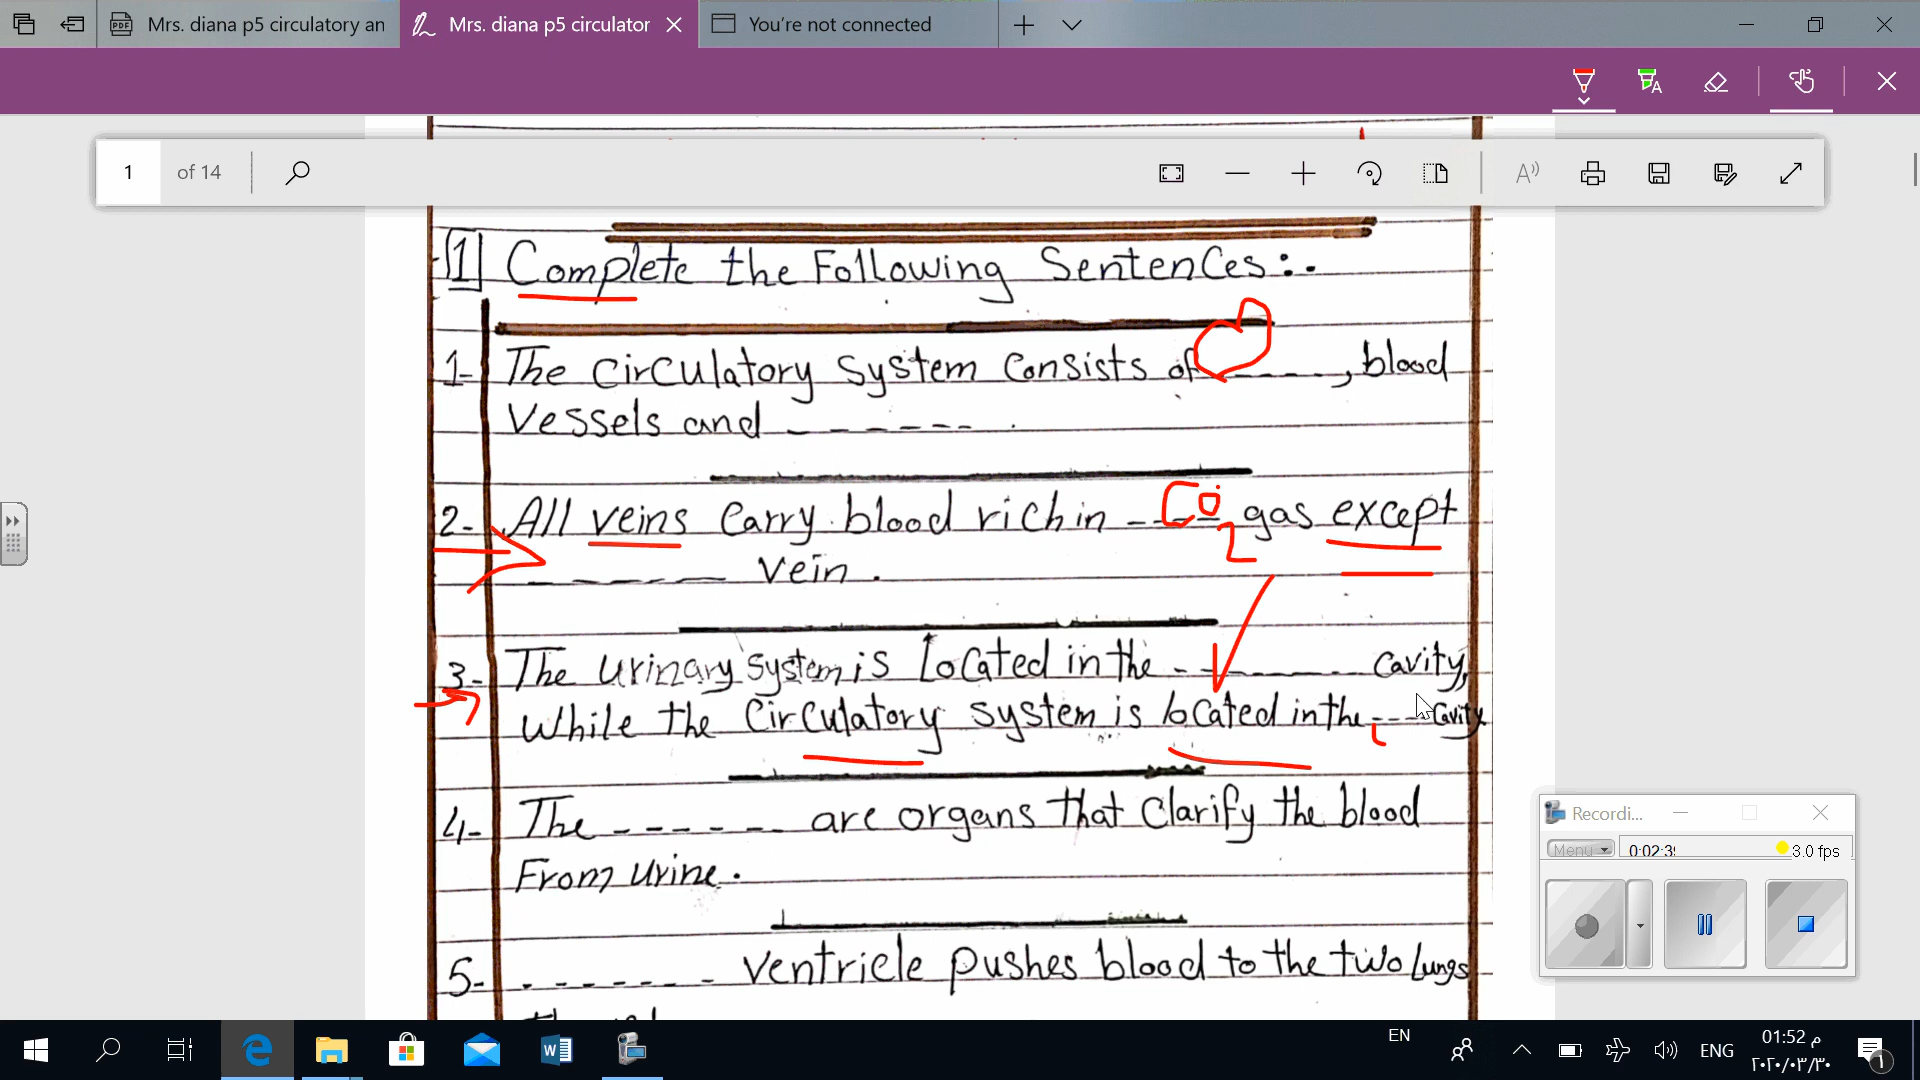 Mrs. diana p5 circulatory an
Mrs. diana p5 circulator
You're not connected
1 of 14
1 Complete the Following Sentences:.
1- The Circulatory System Consists of ------, blood
Vessels and -------.
2- All veins Carry blood rich in ---- CO2 gas except
------- vein.
3- The urinary system is Located in the --------- cavity,
While the Circulatory system is located in the ---- Cavity
4- The ------ are organs that Clarify the blood
From urine.
5- ------- ventricle pushes blood to the two Lungs
Recordi...
Menu
3.0 fps
EN
ENG
01:52 م
٢٠٢٠/٠٣/٣٠